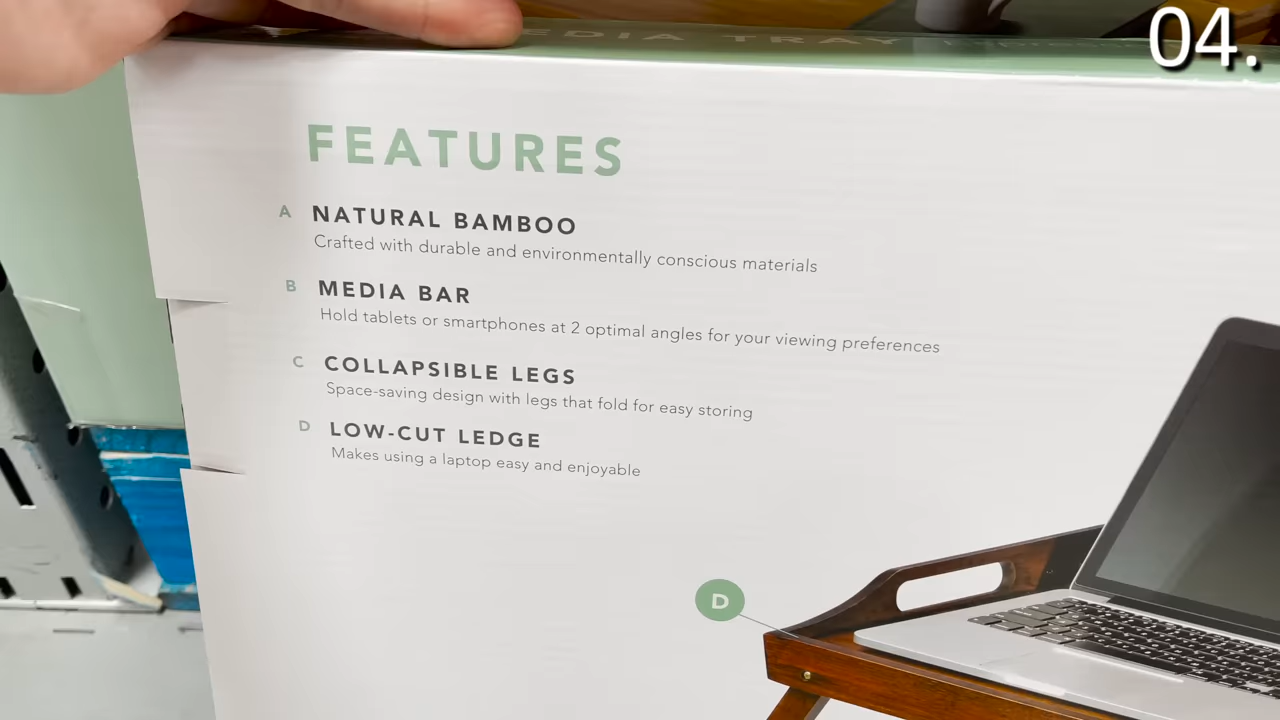 04.
EDIA TRAY
FEATURES
A NATURAL BAMBOO
Crafted with durable and environmentally conscious materials
B MEDIA BAR
Hold tablets or smartphones at 2 optimal angles for your viewing preferences
C COLLAPSIBLE LEGS
Space-saving design with legs that fold for easy storing
D LOW-CUT LEDGE
Makes using a laptop easy and enjoyable
D